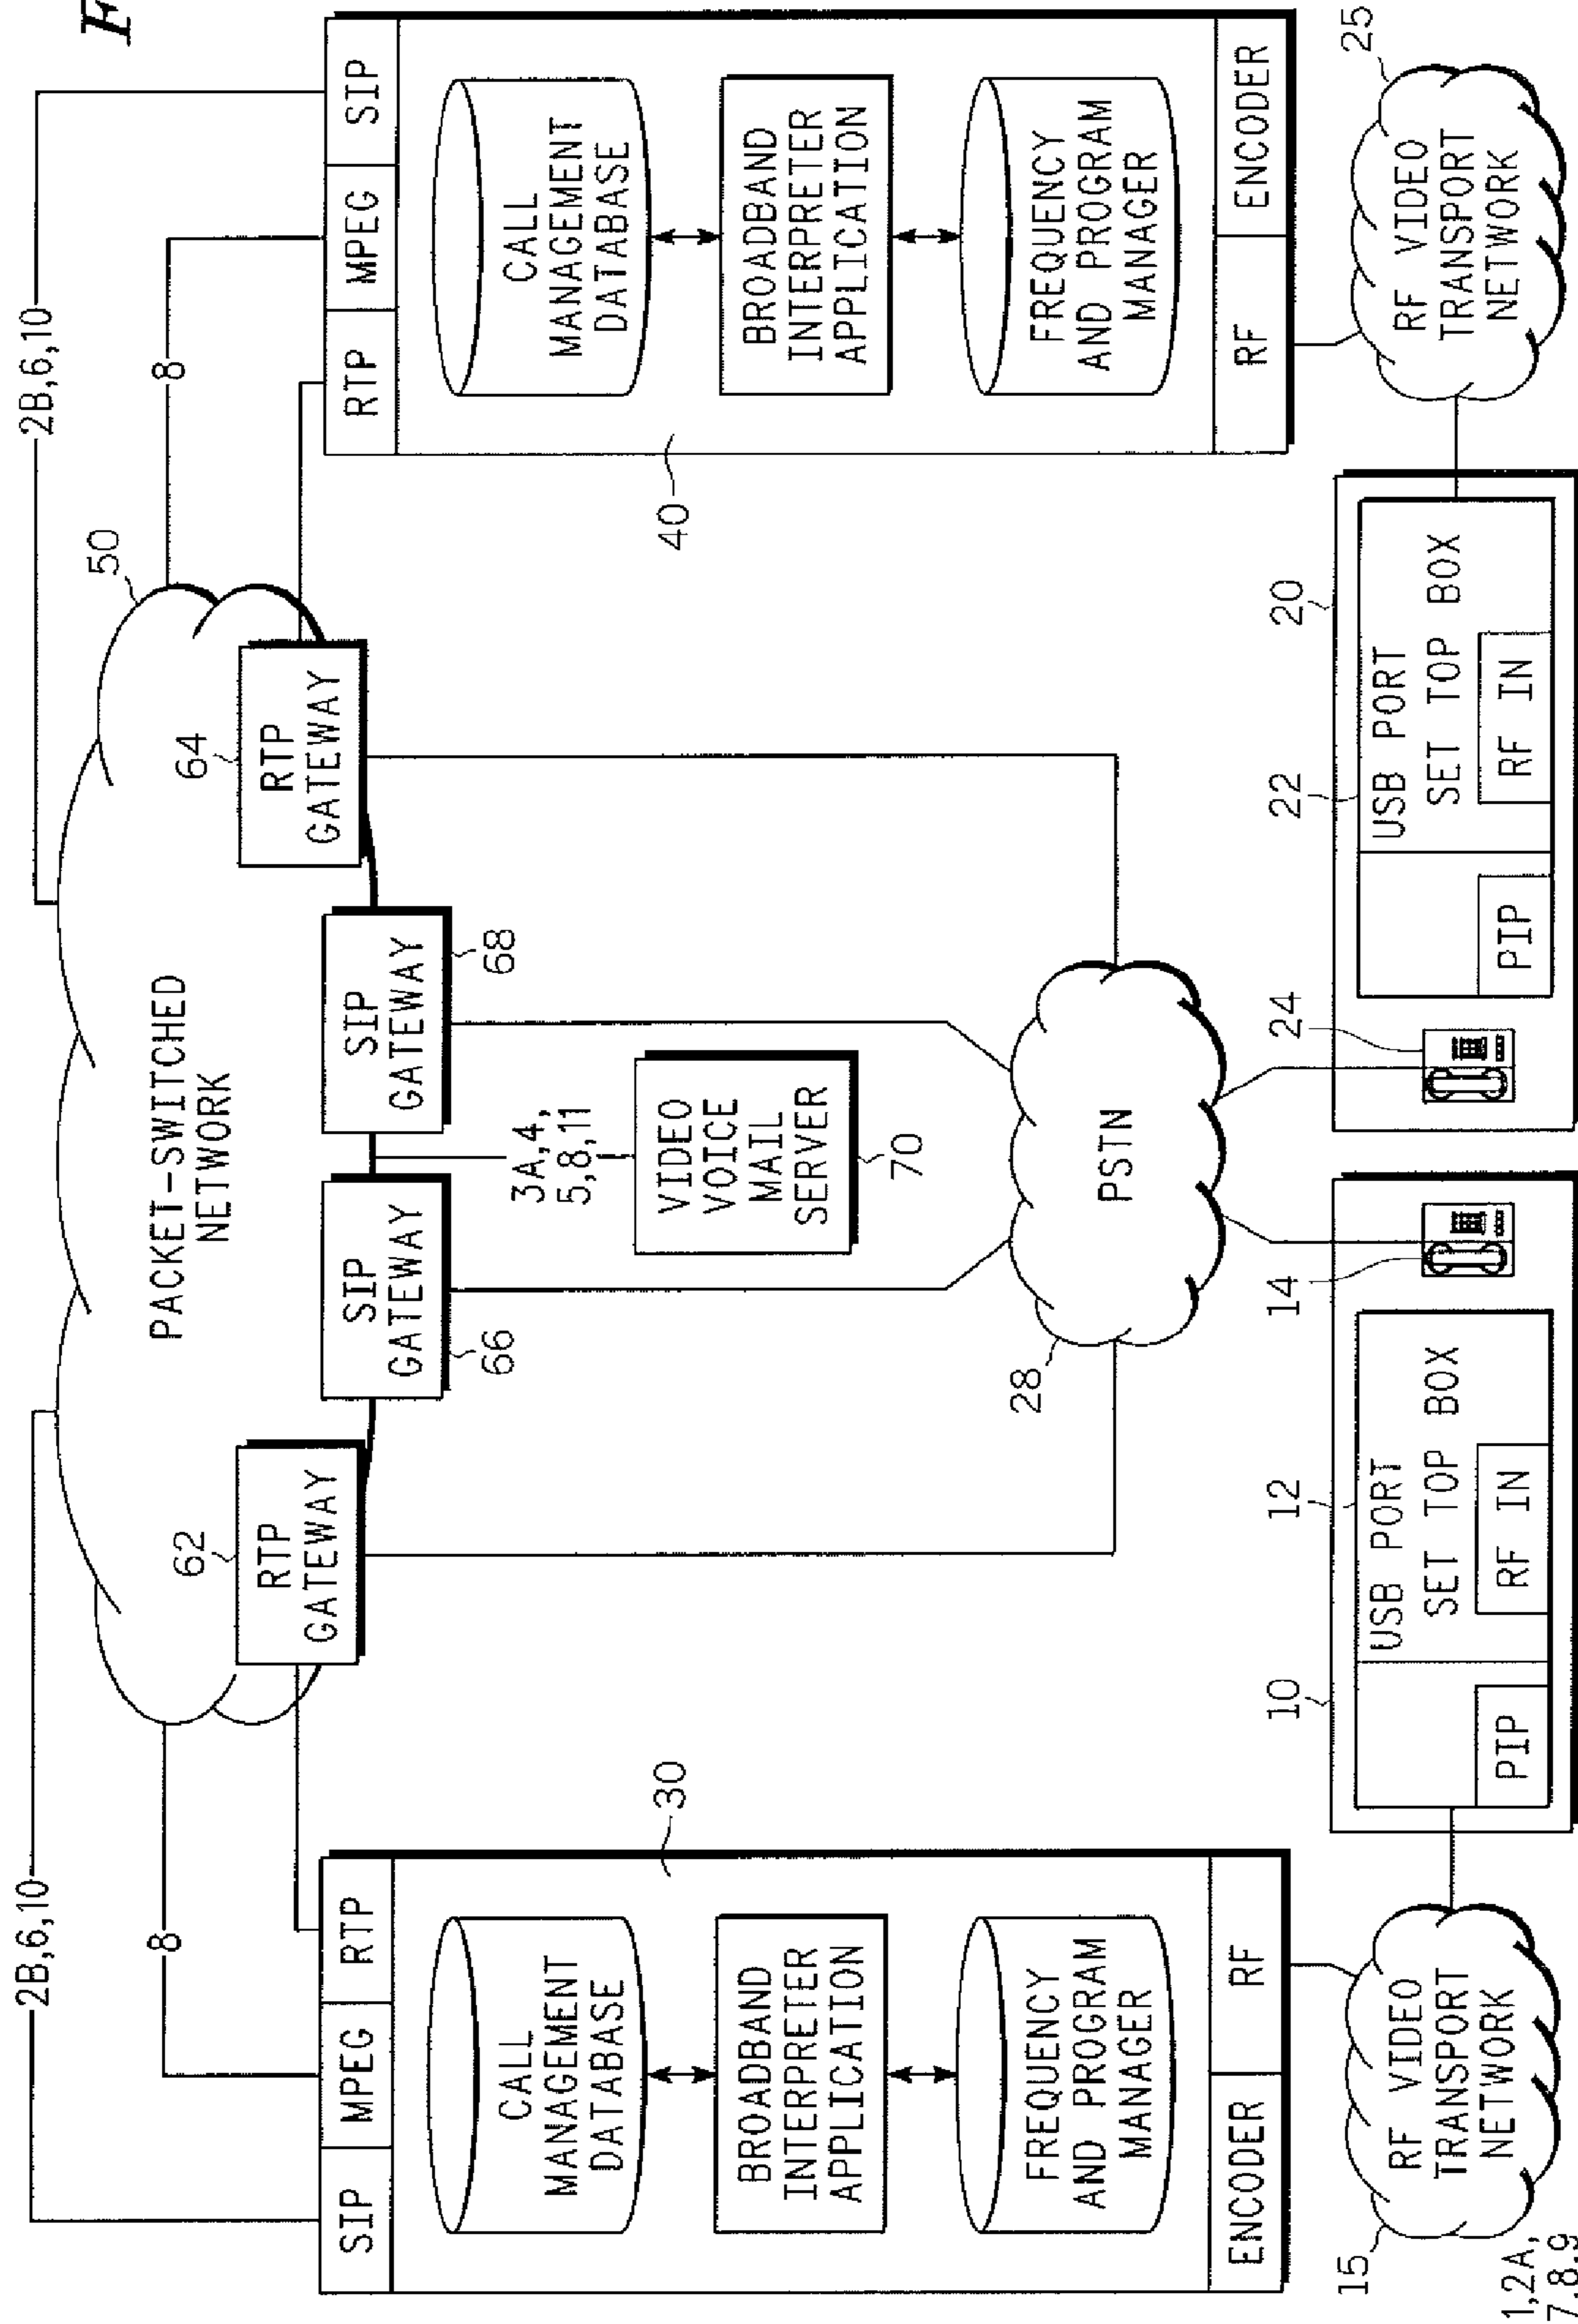 F
2B,6,10
2B,6,10
8
8
50
PACKET-SWITCHED
NETWORK
62
RTP
GATEWAY
66
SIP
GATEWAY
68
SIP
GATEWAY
64
RTP
GATEWAY
3A,4,
5,8,11
VIDEO
VOICE
MAIL
SERVER
70
30
SIP
MPEG
RTP
CALL
MANAGEMENT
DATABASE
BROADBAND
INTERPRETER
APPLICATION
FREQUENCY
AND PROGRAM
MANAGER
ENCODER
RF
40
RTP
MPEG
SIP
CALL
MANAGEMENT
DATABASE
BROADBAND
INTERPRETER
APPLICATION
FREQUENCY
AND PROGRAM
MANAGER
RF
ENCODER
28
PSTN
15
RF VIDEO
TRANSPORT
NETWORK
1,2A,
7,8,9
10
12
14
USB PORT
SET TOP BOX
PIP
RF IN
24
22
20
USB PORT
SET TOP BOX
PIP
RF IN
25
RF VIDEO
TRANSPORT
NETWORK